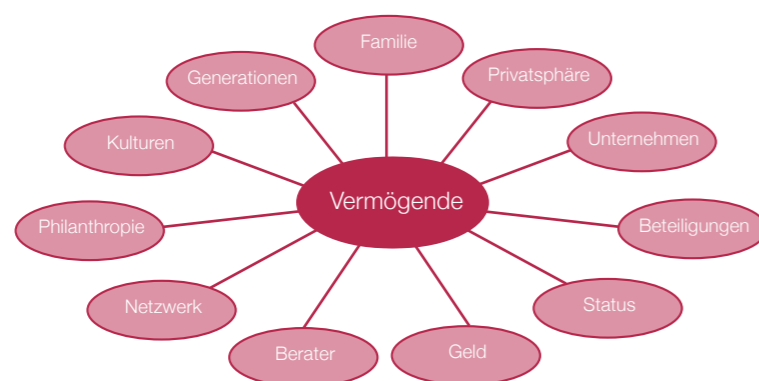 Familie
Generationen
Privatsphäre
Kulturen
Unternehmen
Vermögende
Philanthropie
Beteiligungen
Netzwerk
Status
Berater
Geld